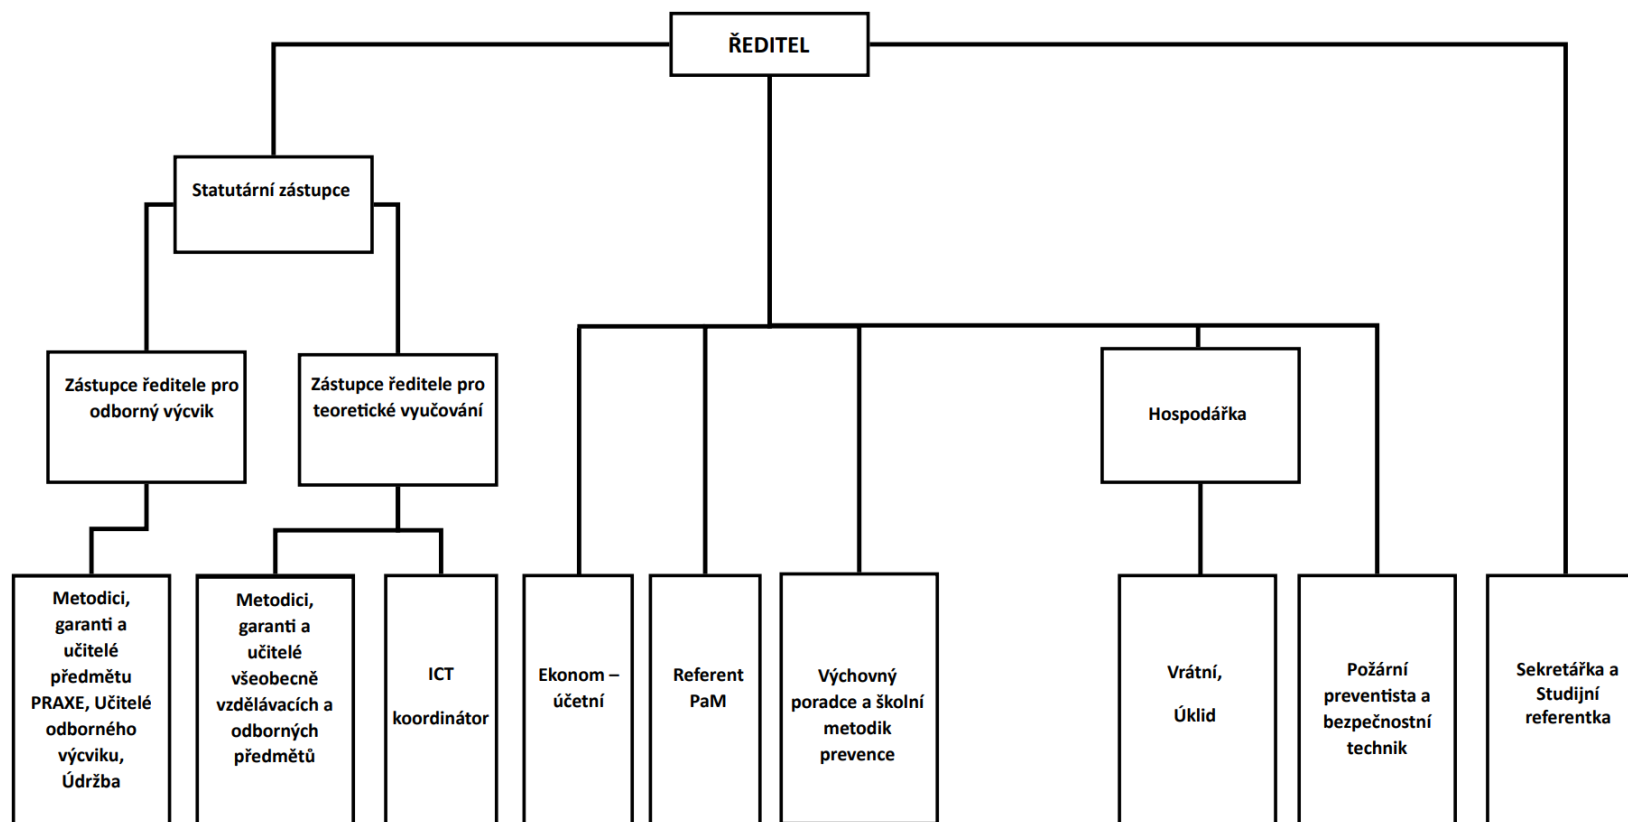 ŘEDITEL
Statutární zástupce
Zástupce ředitele pro
odborný výcvik
Zástupce ředitele pro
teoretické vyučování
Hospodářka
Metodici,
garanti a
učitelé
předmětu
PRAXE, Učitelé
odborného
výcviku,
Údržba
Metodici,
garanti a
učitelé
všeobecně
vzdělávacích a
odborných
předmětů
ICT
koordinátor
Ekonom –
účetní
Referent
PaM
Výchovný
poradce a školní
metodik
prevence
Vrátní,
Úklid
Požární
preventista a
bezpečnostní
technik
Sekretářka a
Studijní
referentka